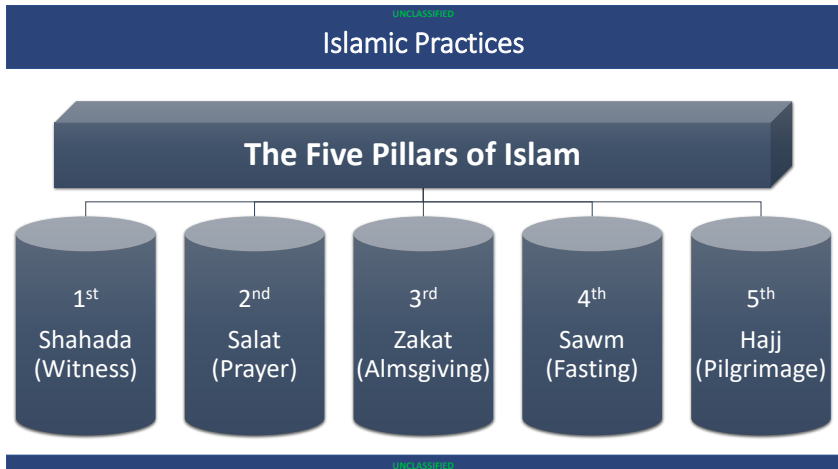 UNCLASSIFIED
Islamic Practices
The Five Pillars of Islam
1st
Shahada
(Witness)
2nd
Salat
(Prayer)
3rd
Zakat
(Almsgiving)
4th
Sawm
(Fasting)
5th
Hajj
(Pilgrimage)
UNCLASSIFIED